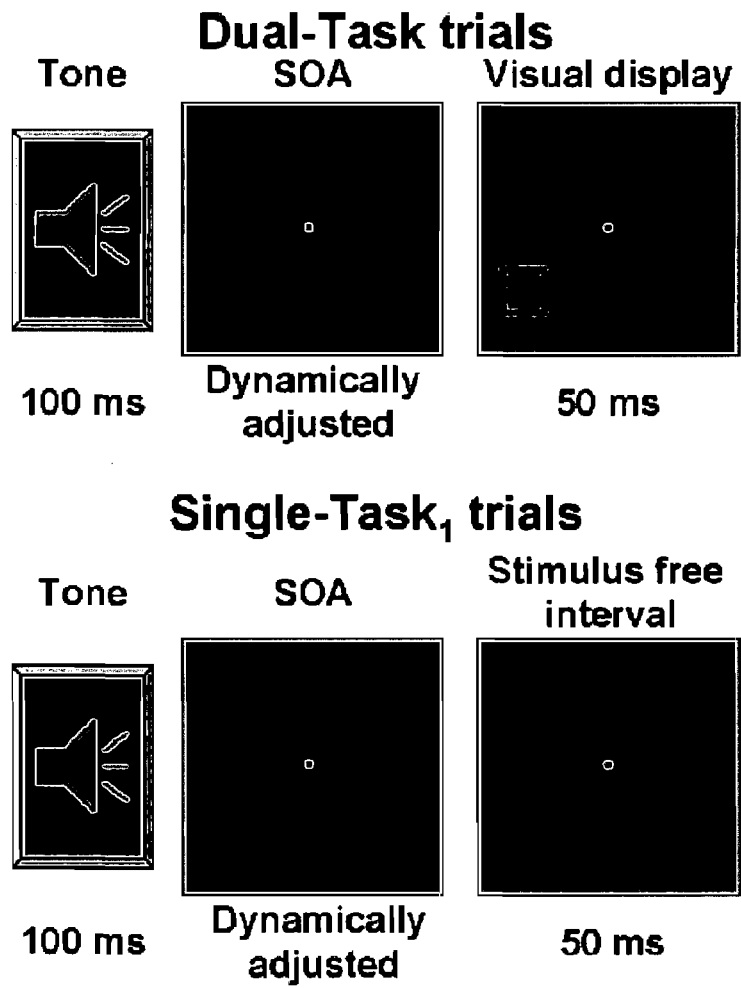 Dual-Task trials
Tone
SOA
Visual display
100 ms
Dynamically
adjusted
50 ms
Single-Task₁ trials
Tone
SOA
Stimulus free
interval
100 ms
Dynamically
adjusted
50 ms